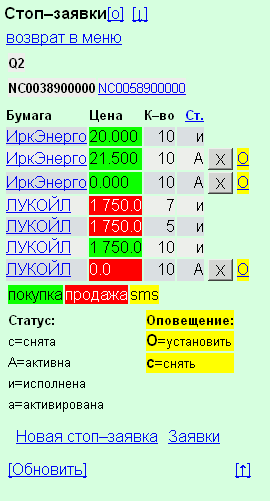 Стоп–заявки[о] [↓]
возврат в меню
Q2
NC0038900000 NC0058900000
Бумага Цена К–во Ст.
ИркЭнерго 20.000 10 и
ИркЭнерго 21.500 10 А X О
ИркЭнерго 0.000 10 А X О
ЛУКОЙЛ 1 750.0 7 и
ЛУКОЙЛ 1 750.0 5 и
ЛУКОЙЛ 1 750.0 10 и
ЛУКОЙЛ 0.0 10 А X О
покупка продажа sms
Статус: Оповещение:
с=снята О=установить
А=активна с=снять
и=исполнена
а=активирована
Новая стоп–заявка Заявки
[Обновить] [↑]